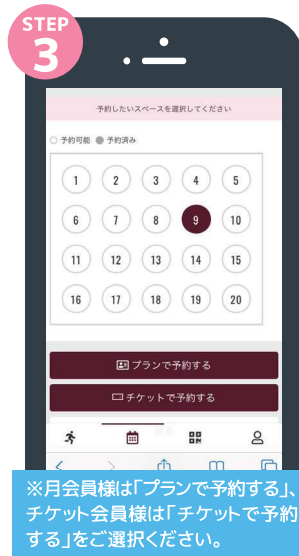 STEP
3
予約したいスペースを選択してください
予約可能 予約済み
1 2 3 4 5
6 7 8 9 10
11 12 13 14 15
16 17 18 19 20
プランで予約する
チケットで予約する
※月会員様は「プランで予約する」、
チケット会員様は「チケットで予約
する」をご選択ください。